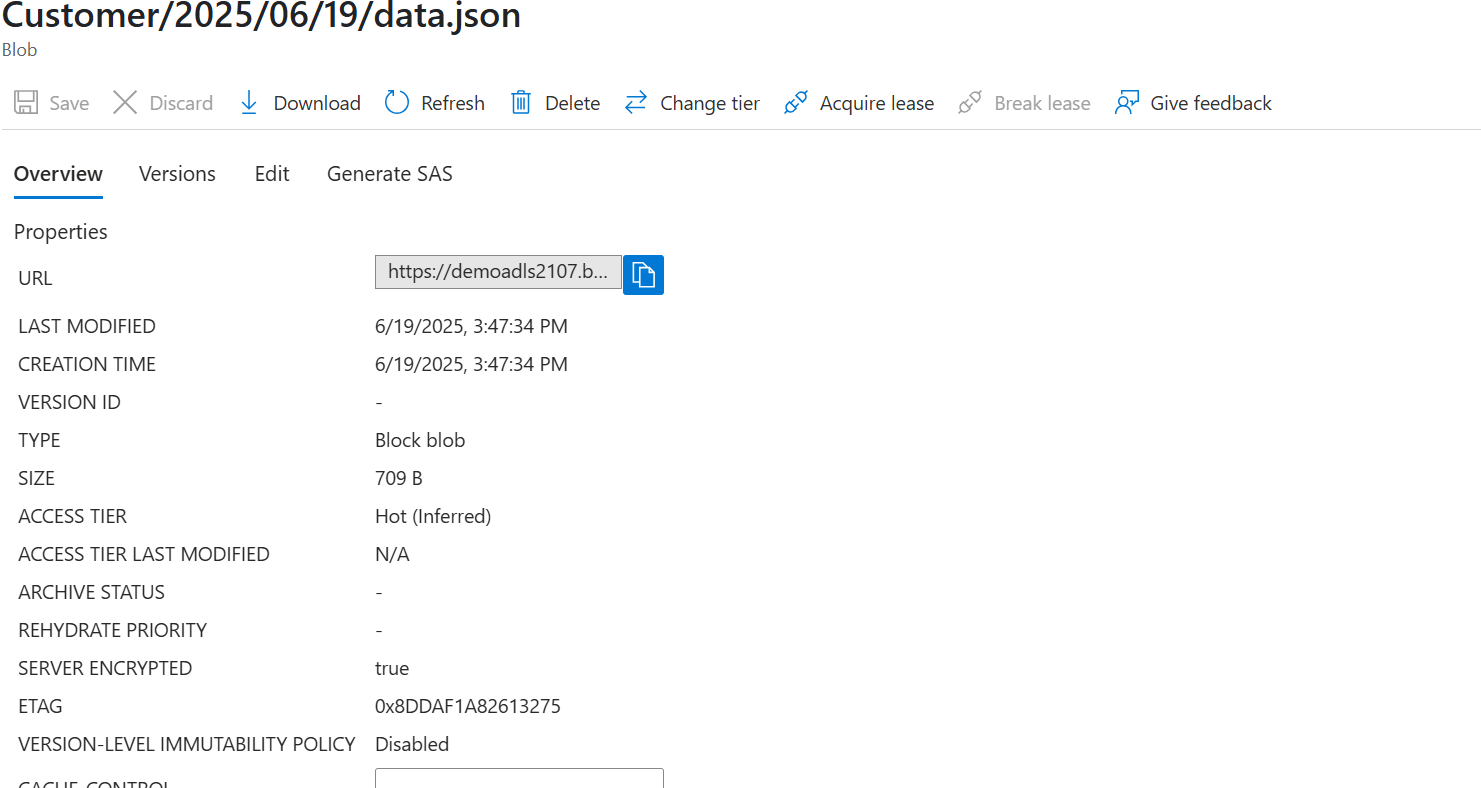 Customer/2025/06/19/data.json
Blob
Save Discard Download Refresh Delete Change tier Acquire lease Break lease Give feedback
Overview Versions Edit Generate SAS
Properties
URL https://demoadls2107.b...
LAST MODIFIED 6/19/2025, 3:47:34 PM
CREATION TIME 6/19/2025, 3:47:34 PM
VERSION ID -
TYPE Block blob
SIZE 709 B
ACCESS TIER Hot (Inferred)
ACCESS TIER LAST MODIFIED N/A
ARCHIVE STATUS -
REHYDRATE PRIORITY -
SERVER ENCRYPTED true
ETAG 0x8DDAF1A82613275
VERSION-LEVEL IMMUTABILITY POLICY Disabled
CACHE-CONTROL